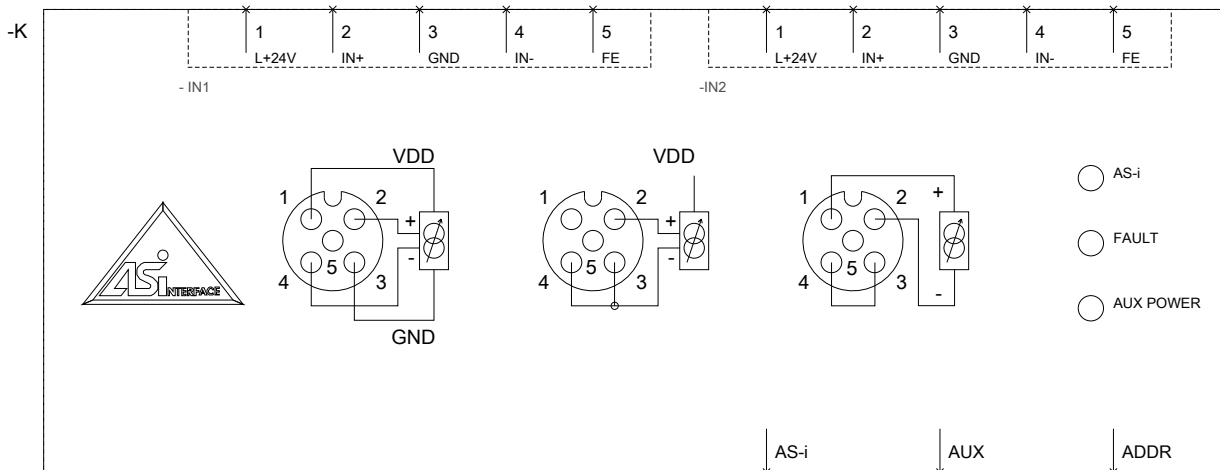 -K
1 2 3 4 5 1 2 3 4 5
L+24V IN+ GND IN- FE L+24V IN+ GND IN- FE
- IN1 -IN2
VDD VDD
1 2 1 2 1 2 +
+ +
- -
5 5 5
4 3 4 3 4 3 -
GND
ASi INTERFACE
AS-i
FAULT
AUX POWER
AS-i AUX ADDR